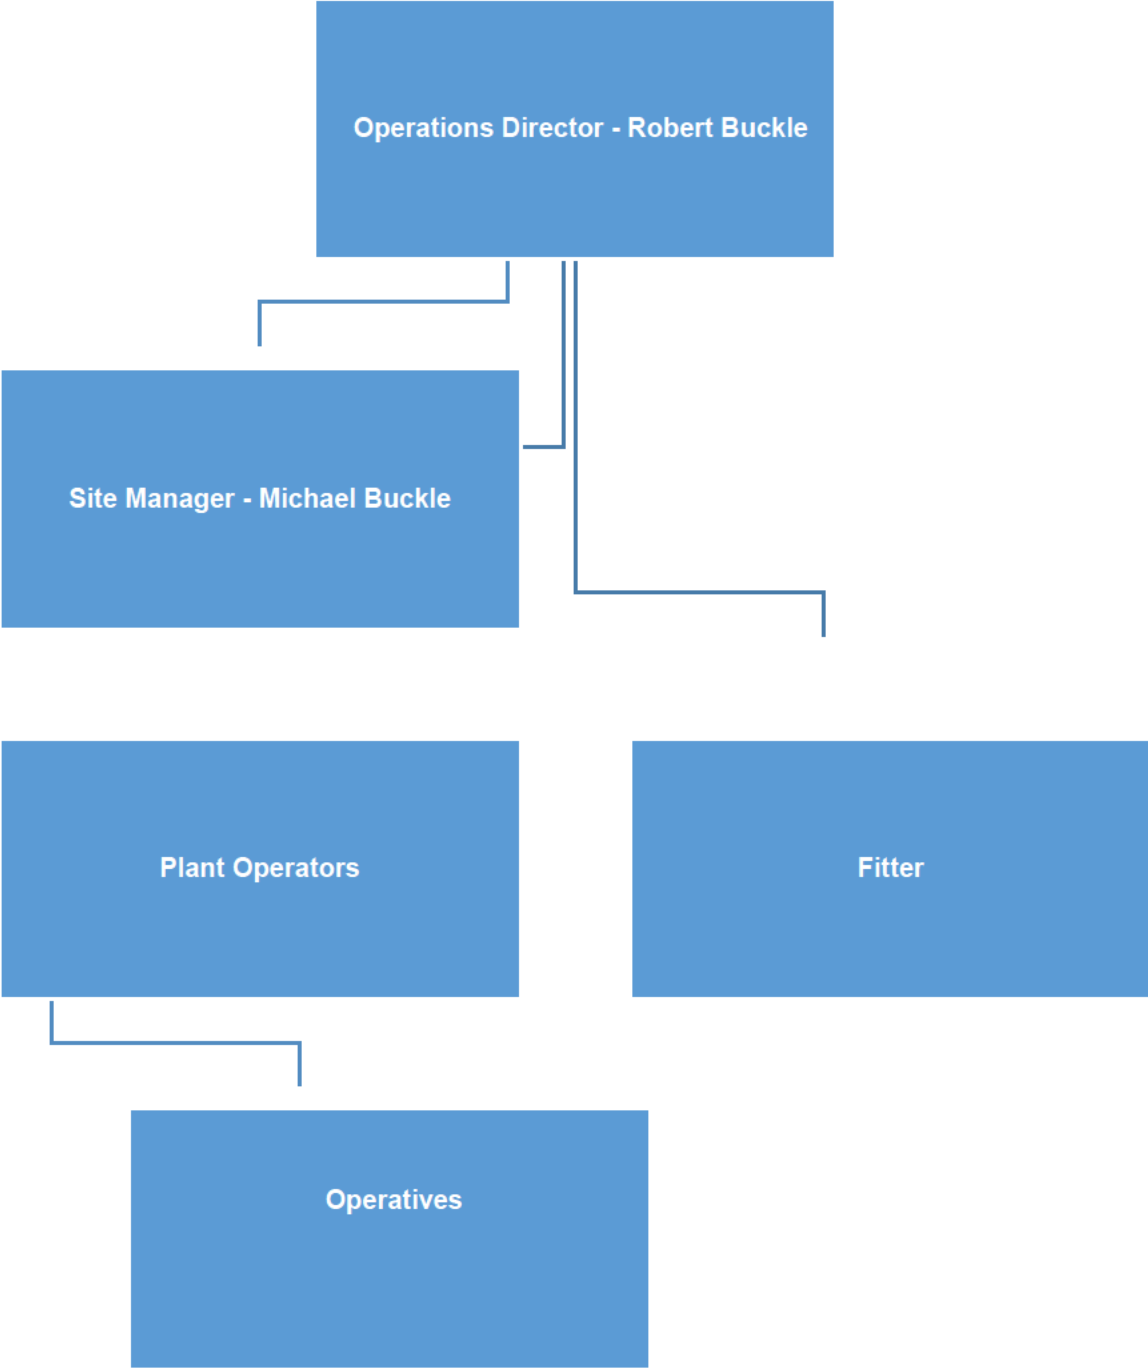 Operations Director - Robert Buckle
Site Manager - Michael Buckle
Plant Operators
Fitter
Operatives